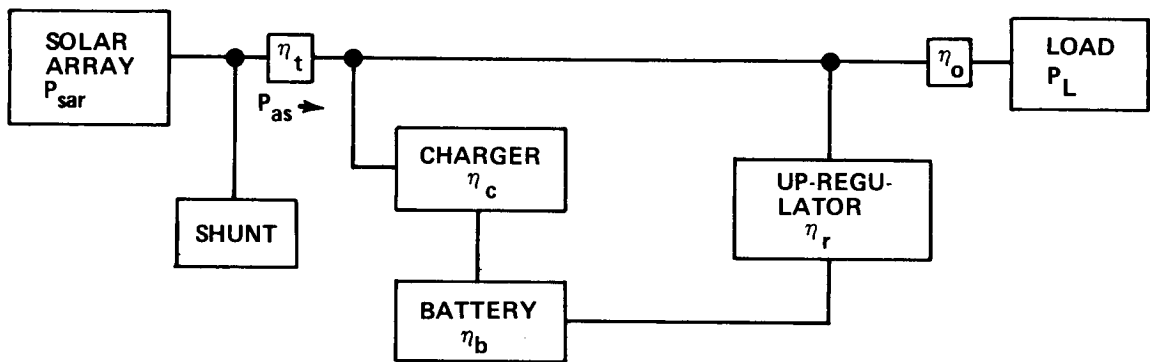 SOLAR
ARRAY
P_sar
η_t
P_as
SHUNT
CHARGER
η_c
BATTERY
η_b
UP-REGU-
LATOR
η_r
η_o
LOAD
P_L